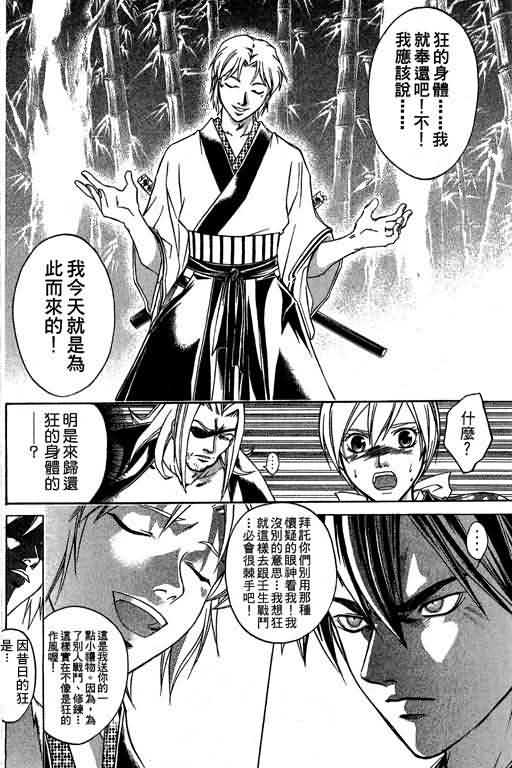 狂的身體……我
就奉還吧！不！
我應該說………
我今天就是為
此而來的！
什麼？
明是來歸還
狂的身體的
──？
…
…
拜託你們別用那種
懷疑的眼神看我！我
沒別的意思…我想狂
就這樣去跟壬生戰鬥
…必會很棘手吧！
這是我送你的一
點小禮物。因為，為
了別人戰鬥、修鍊…
這樣實在不像是狂的
作風喔！
因昔日的狂
是…